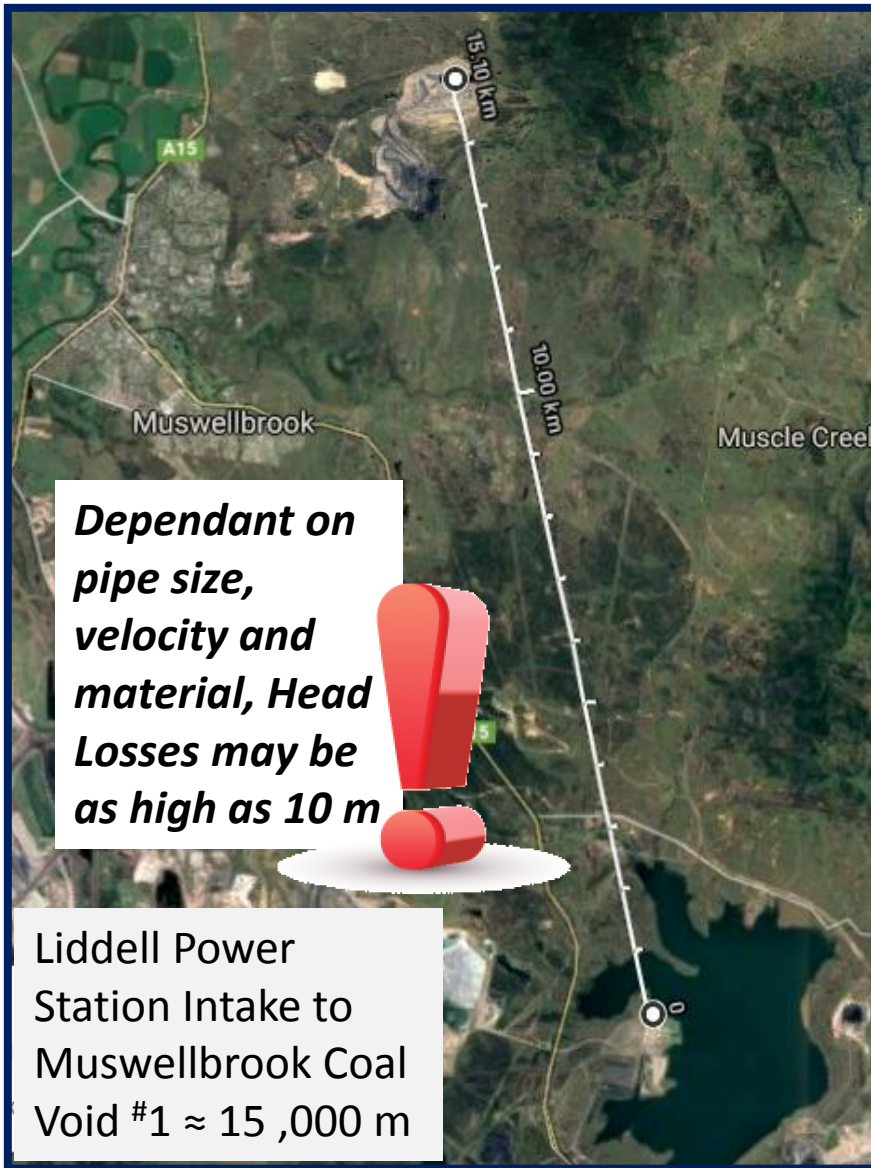 15.10 km
A15
10.00 km
Muswellbrook
Muscle Creek
Dependant on
pipe size,
velocity and
material, Head
Losses may be
as high as 10 m
5
0
Liddell Power
Station Intake to
Muswellbrook Coal
Void #1 ≈ 15 ,000 m